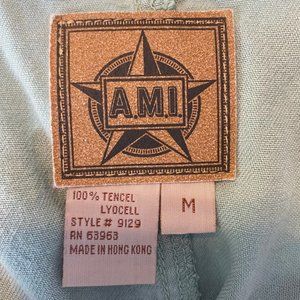 A.M.I.
100% TENCEL
LYOCELL
STYLE # 9129
RN 63963
MADE IN HONG KONG
M